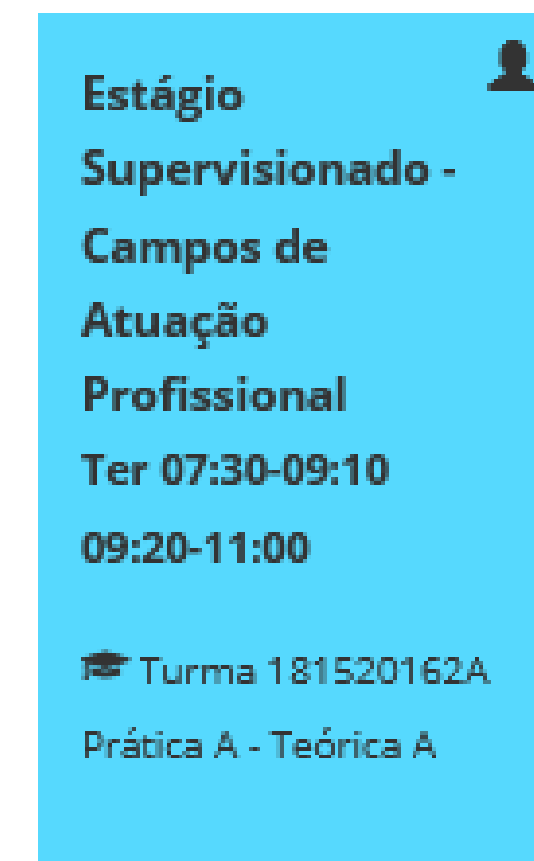 Estágio
Supervisionado -
Campos de
Atuação
Profissional
Ter 07:30-09:10
09:20-11:00
Turma 181520162A
Prática A - Teórica A